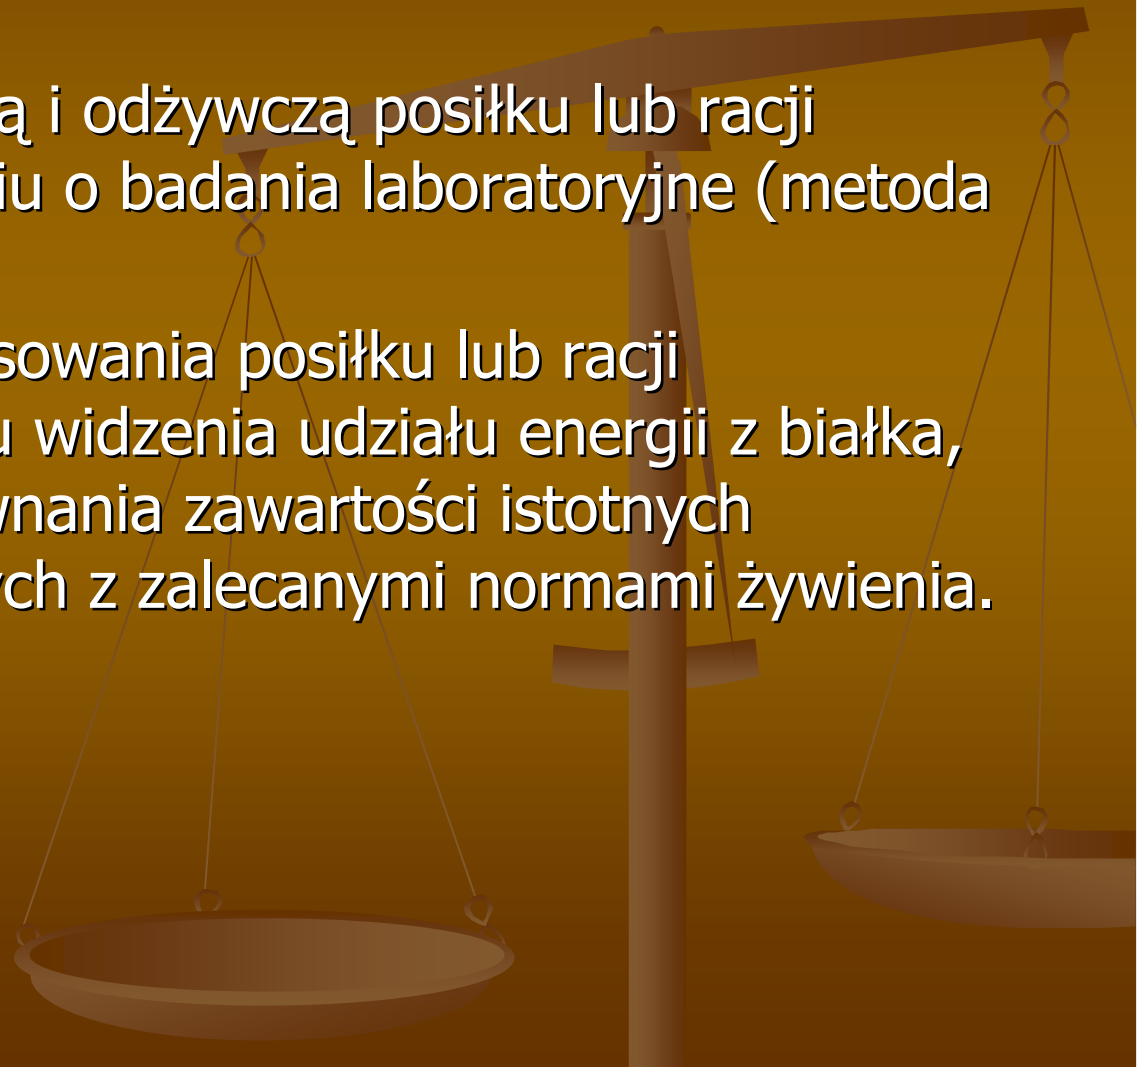 ą i odżywczą posiłku lub racji
iu o badania laboratoryjne (metoda
sowania posiłku lub racji
u widzenia udziału energii z białka,
wnania zawartości istotnych
ych z zalecanymi normami żywienia.